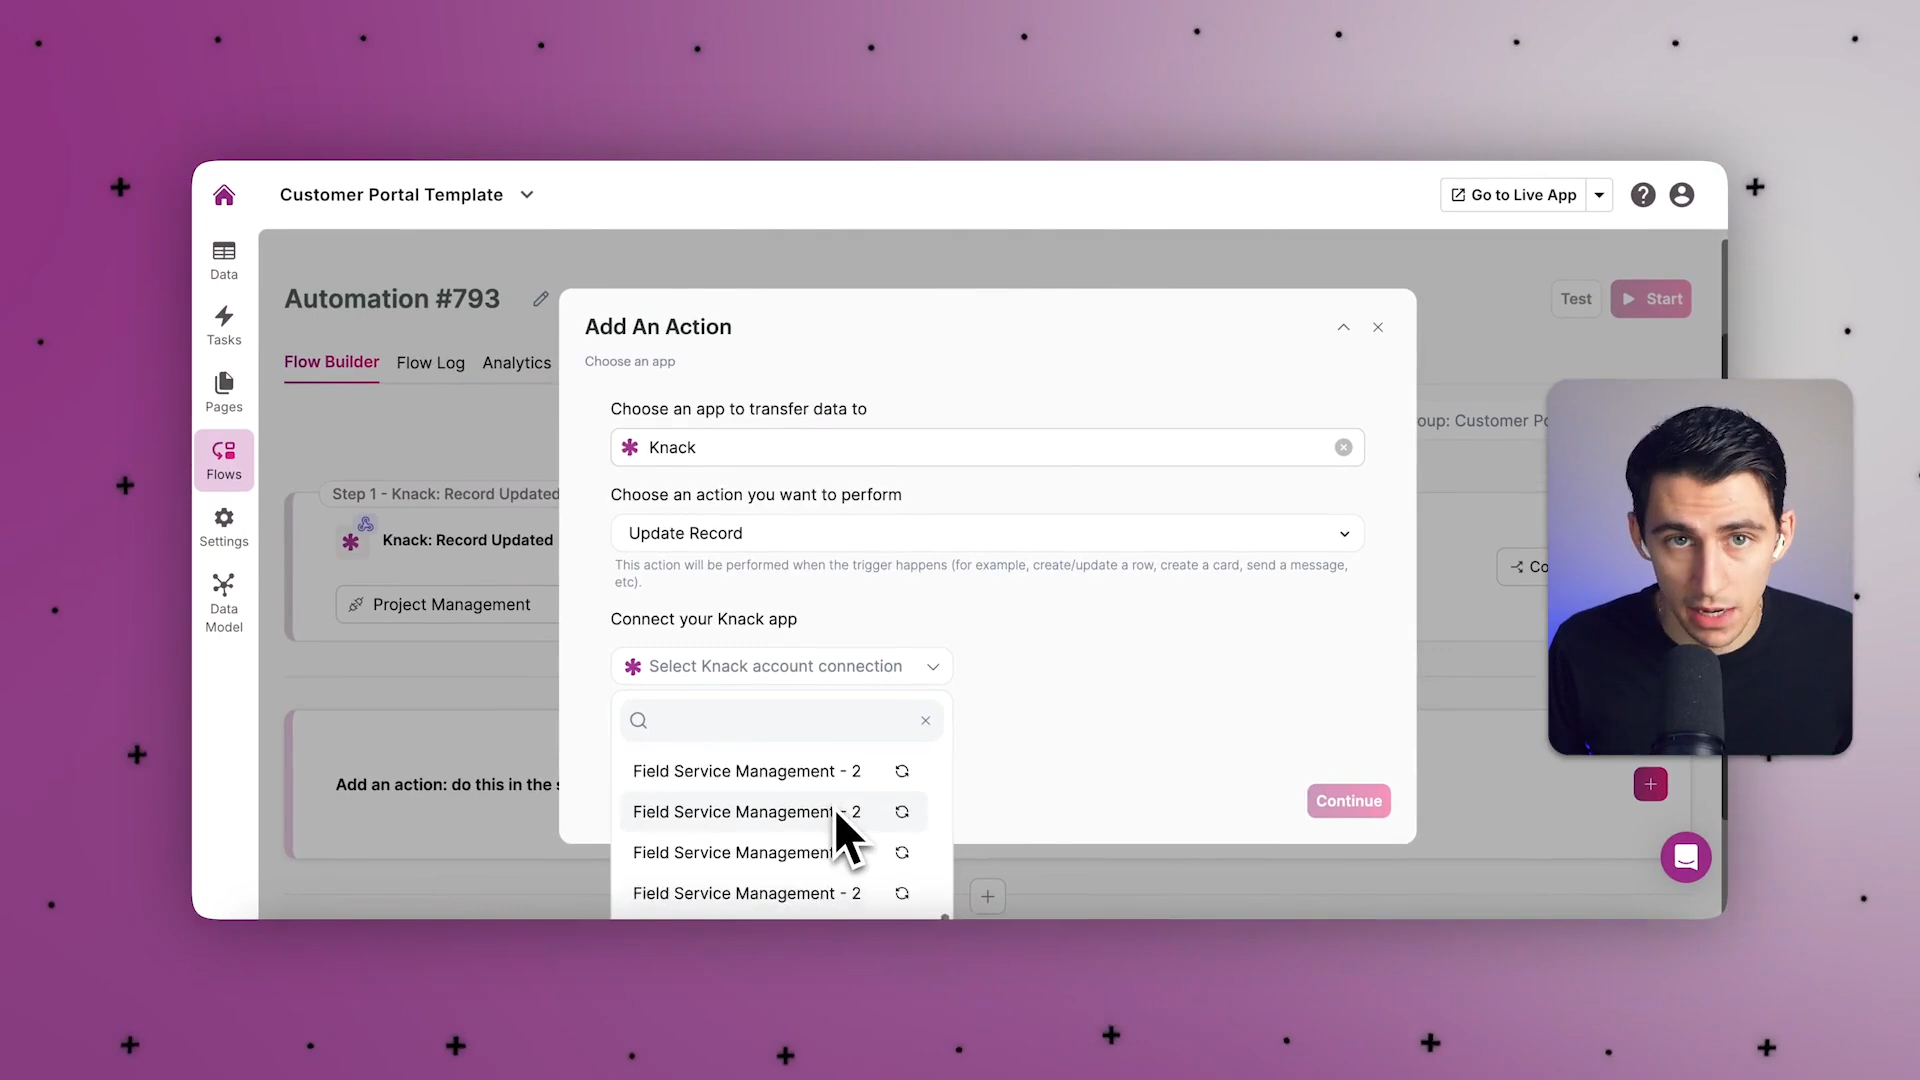 Customer Portal Template
Go to Live App
Data
Tasks
Pages
Flows
Settings
Data
Model
Automation #793
Test
Start
Flow Builder
Flow Log
Analytics
oup: Customer Po
Step 1 - Knack: Record Updated
Knack: Record Updated
Project Management
Co
Add an action: do this in the s
Add An Action
Choose an app
Choose an app to transfer data to
Knack
Choose an action you want to perform
Update Record
This action will be performed when the trigger happens (for example, create/update a row, create a card, send a message,
etc).
Connect your Knack app
Select Knack account connection
Field Service Management - 2
Field Service Management - 2
Field Service Management
Field Service Management - 2
Continue